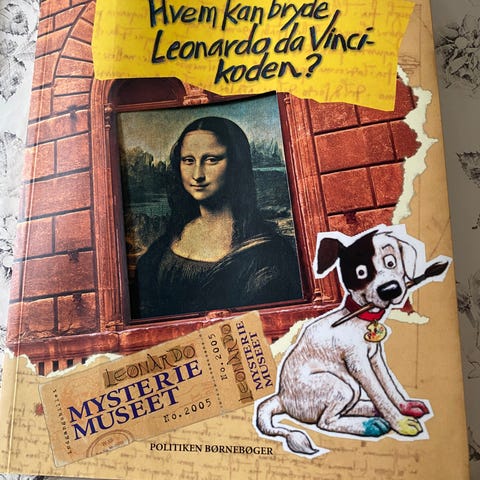 Hvem kan bryde
Leonardo da Vinci-
koden?
LEONARDO
MYSTERIE
MUSEET
No. 2005
LEONARDO
No. 2005
MYSTERIE
MUSEET
POLITIKEN BØRNEBØGER